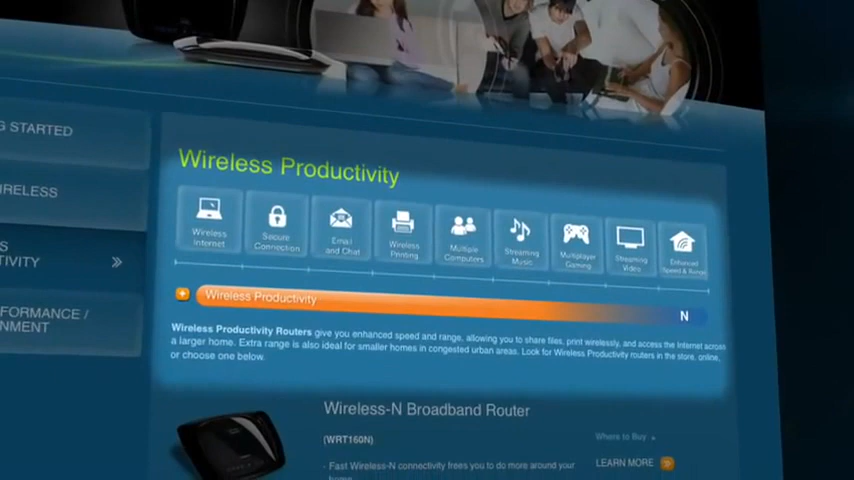 G STARTED
IRELESS
S
TIVITY
FORMANCE /
NMENT
Wireless Productivity
Wireless
Internet
Secure
Connection
Email
and Chat
Wireless
Printing
Multiple
Computers
Streaming
Music
Multiplayer
Gaming
Streaming
Video
Enhanced
Speed & Range
Wireless Productivity
N
Wireless Productivity Routers give you enhanced speed and range, allowing you to share files, print wirelessly, and access the Internet across
a larger home. Extra range is also ideal for smaller homes in congested urban areas. Look for Wireless Productivity routers in the store, online,
or choose one below.
Wireless-N Broadband Router
(WRT160N)
Where to Buy
- Fast Wireless-N connectivity frees you to do more around your
LEARN MORE